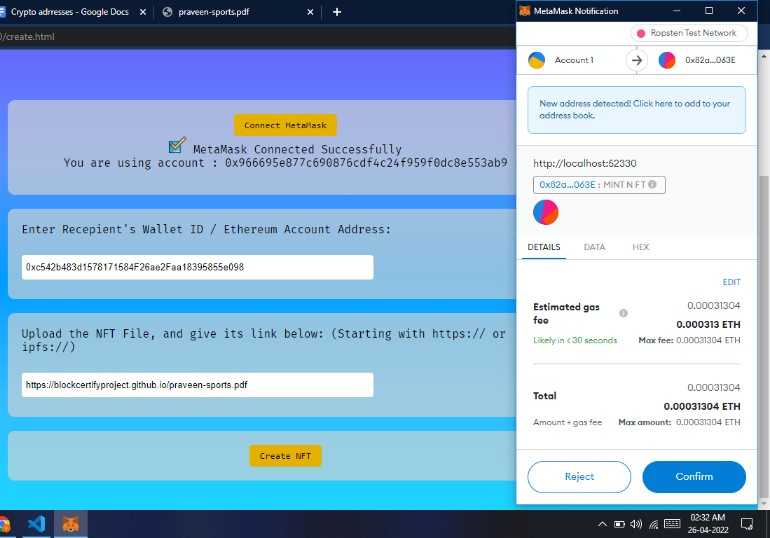 Crypto adrresses - Google Docs
praveen-sports.pdf
0/create.html
Connect MetaMask
MetaMask Connected Successfully
You are using account : 0x966695e877c690876cdf4c24f959f0dc8e553ab9
Enter Recepient's Wallet ID / Ethereum Account Address:
0xc542b483d1578171584F26ae2Faa18395855e098
Upload the NFT File, and give its link below: (Starting with https:// or
ipfs://)
https://blockcertifyproject.github.io/praveen-sports.pdf
Create NFT
MetaMask Notification
Ropsten Test Network
Account 1
0x82a...063E
New address detected! Click here to add to your
address book.
http://localhost:52330
0x82a...063E : MINT N F T
DETAILS DATA HEX
EDIT
Estimated gas
fee
0.00031304
0.000313 ETH
Likely in < 30 seconds
Max fee: 0.00031304 ETH
Total
0.00031304
0.00031304 ETH
Amount + gas fee
Max amount: 0.00031304 ETH
Reject
Confirm
02:32 AM
26-04-2022